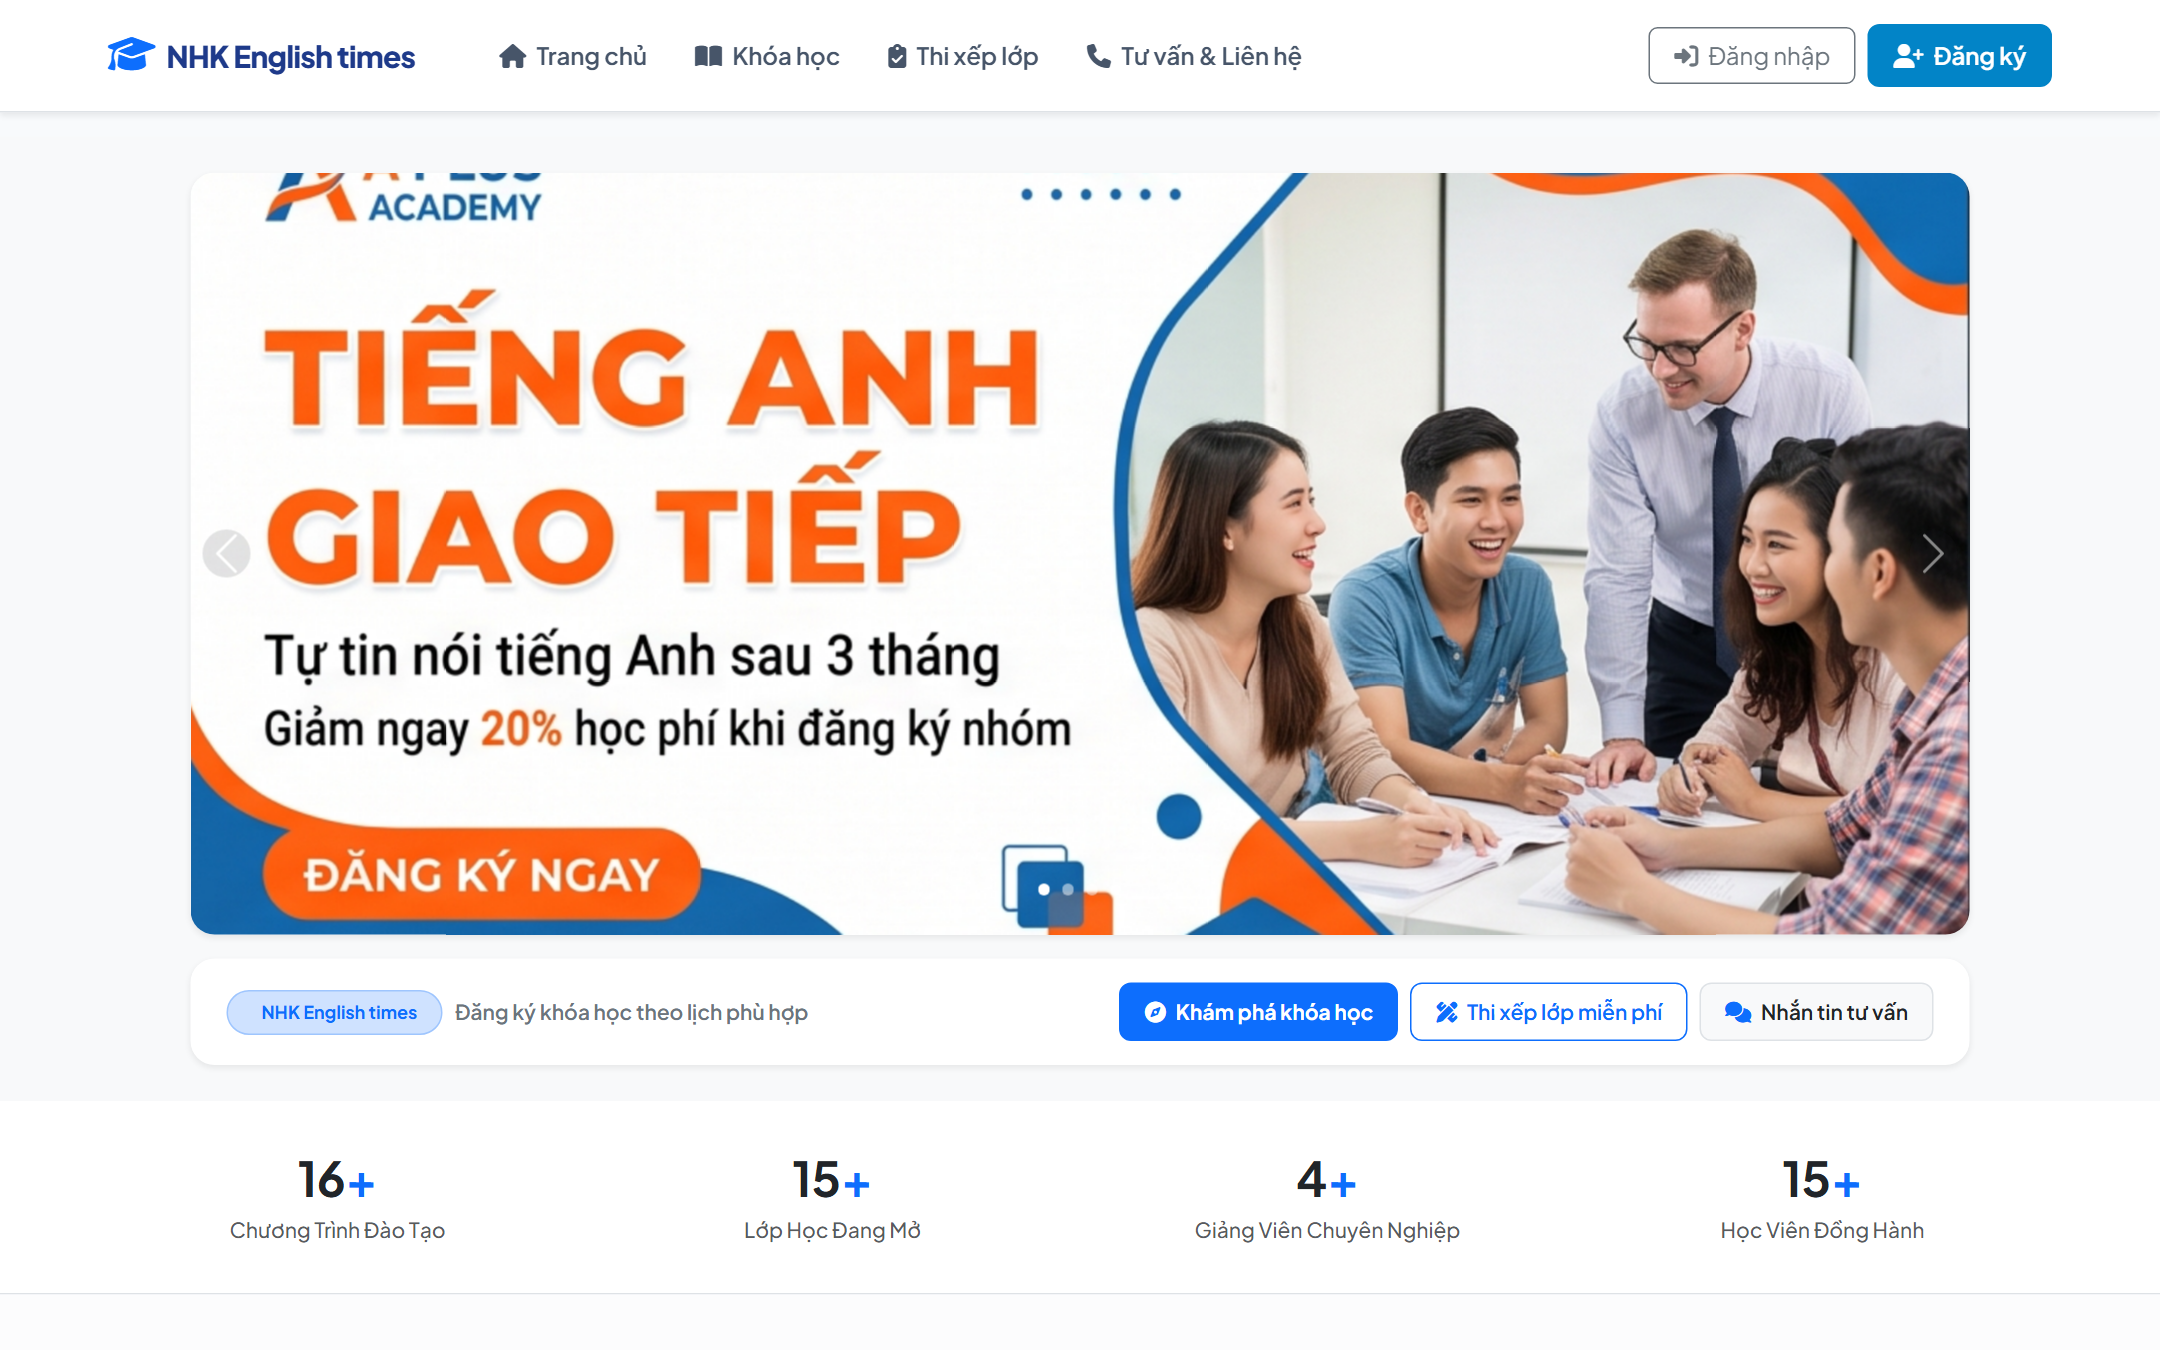 NHK English times
Trang chủ
Khóa học
Thi xếp lớp
Tư vấn & Liên hệ
Đăng nhập
Đăng ký
ACADEMY
TIẾNG ANH
GIAO TIẾP
Tự tin nói tiếng Anh sau 3 tháng
Giảm ngay 20% học phí khi đăng ký nhóm
ĐĂNG KÝ NGAY
NHK English times
Đăng ký khóa học theo lịch phù hợp
Khám phá khóa học
Thi xếp lớp miễn phí
Nhắn tin tư vấn
16+
Chương Trình Đào Tạo
15+
Lớp Học Đang Mở
4+
Giảng Viên Chuyên Nghiệp
15+
Học Viên Đồng Hành